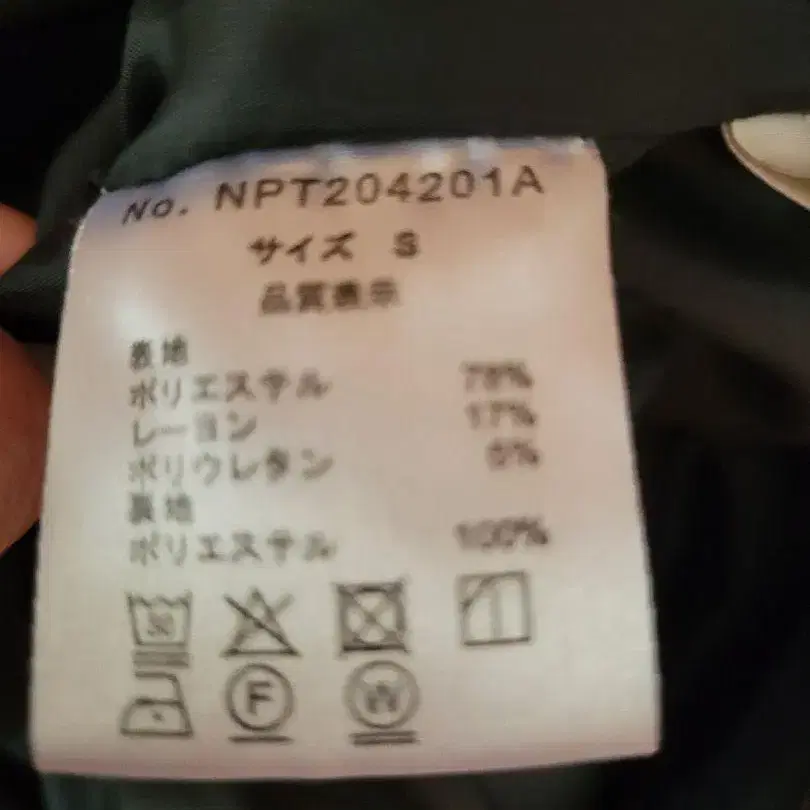 No. NPT204201A
サイズ S
品質表示
表地
ポリエステル 78%
レーヨン 17%
ポリウレタン 5%
裏地
ポリエステル 100%
30
F W